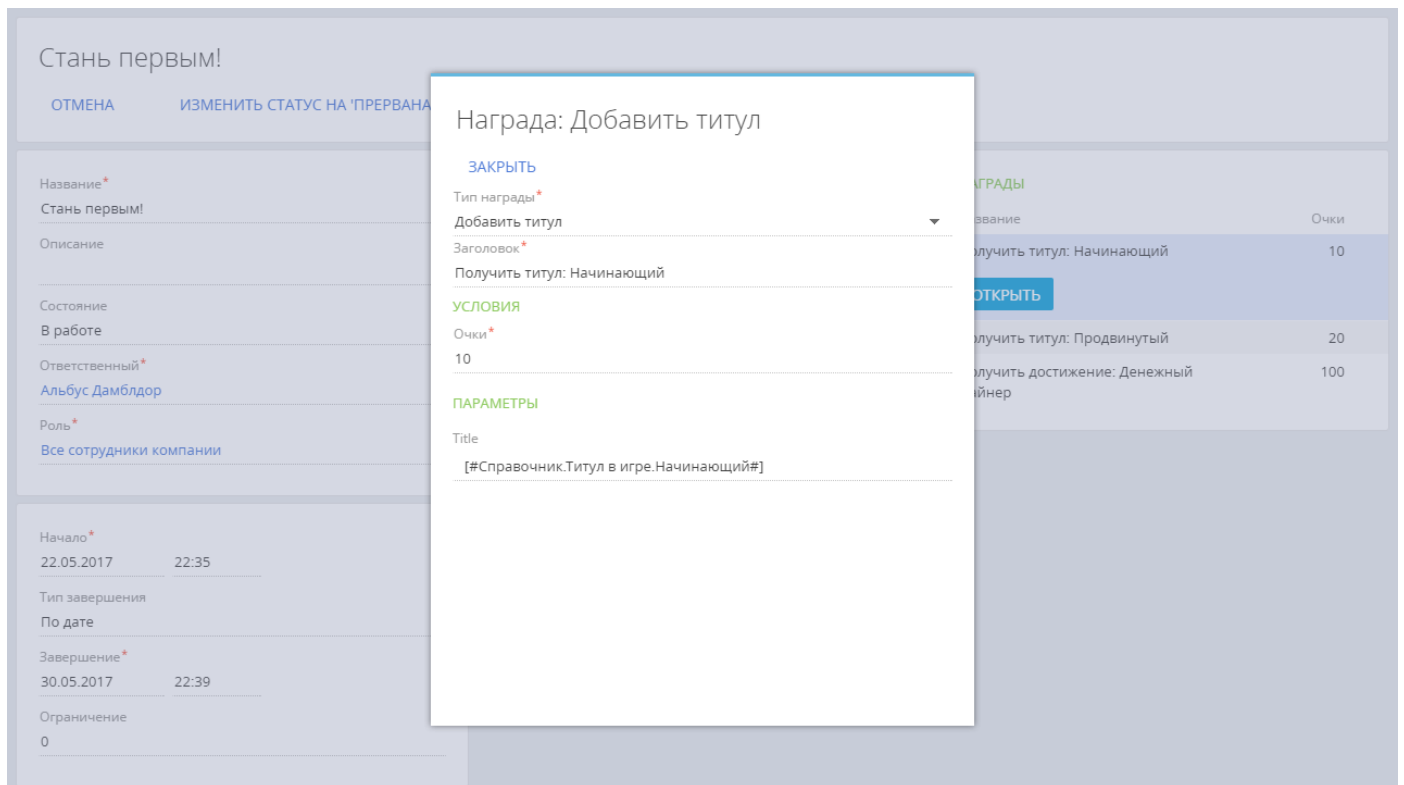 Стань первым!
ОТМЕНА
ИЗМЕНИТЬ СТАТУС НА 'ПРЕРВАНА
Название*
Стань первым!
Описание
Состояние
В работе
Ответственный*
Альбус Дамблдор
Роль*
Все сотрудники компании
Начало*
22.05.2017 22:35
Тип завершения
По дате
Завершение*
30.05.2017 22:39
Ограничение
0
Награда: Добавить титул
ЗАКРЫТЬ
Тип награды*
Добавить титул
Заголовок*
Получить титул: Начинающий
УСЛОВИЯ
Очки*
10
ПАРАМЕТРЫ
Title
[#Справочник.Титул в игре.Начинающий#]
АГРАДЫ
звание Очки
олучить титул: Начинающий 10
ОТКРЫТЬ
олучить титул: Продвинутый 20
олучить достижение: Денежный 100
айнер